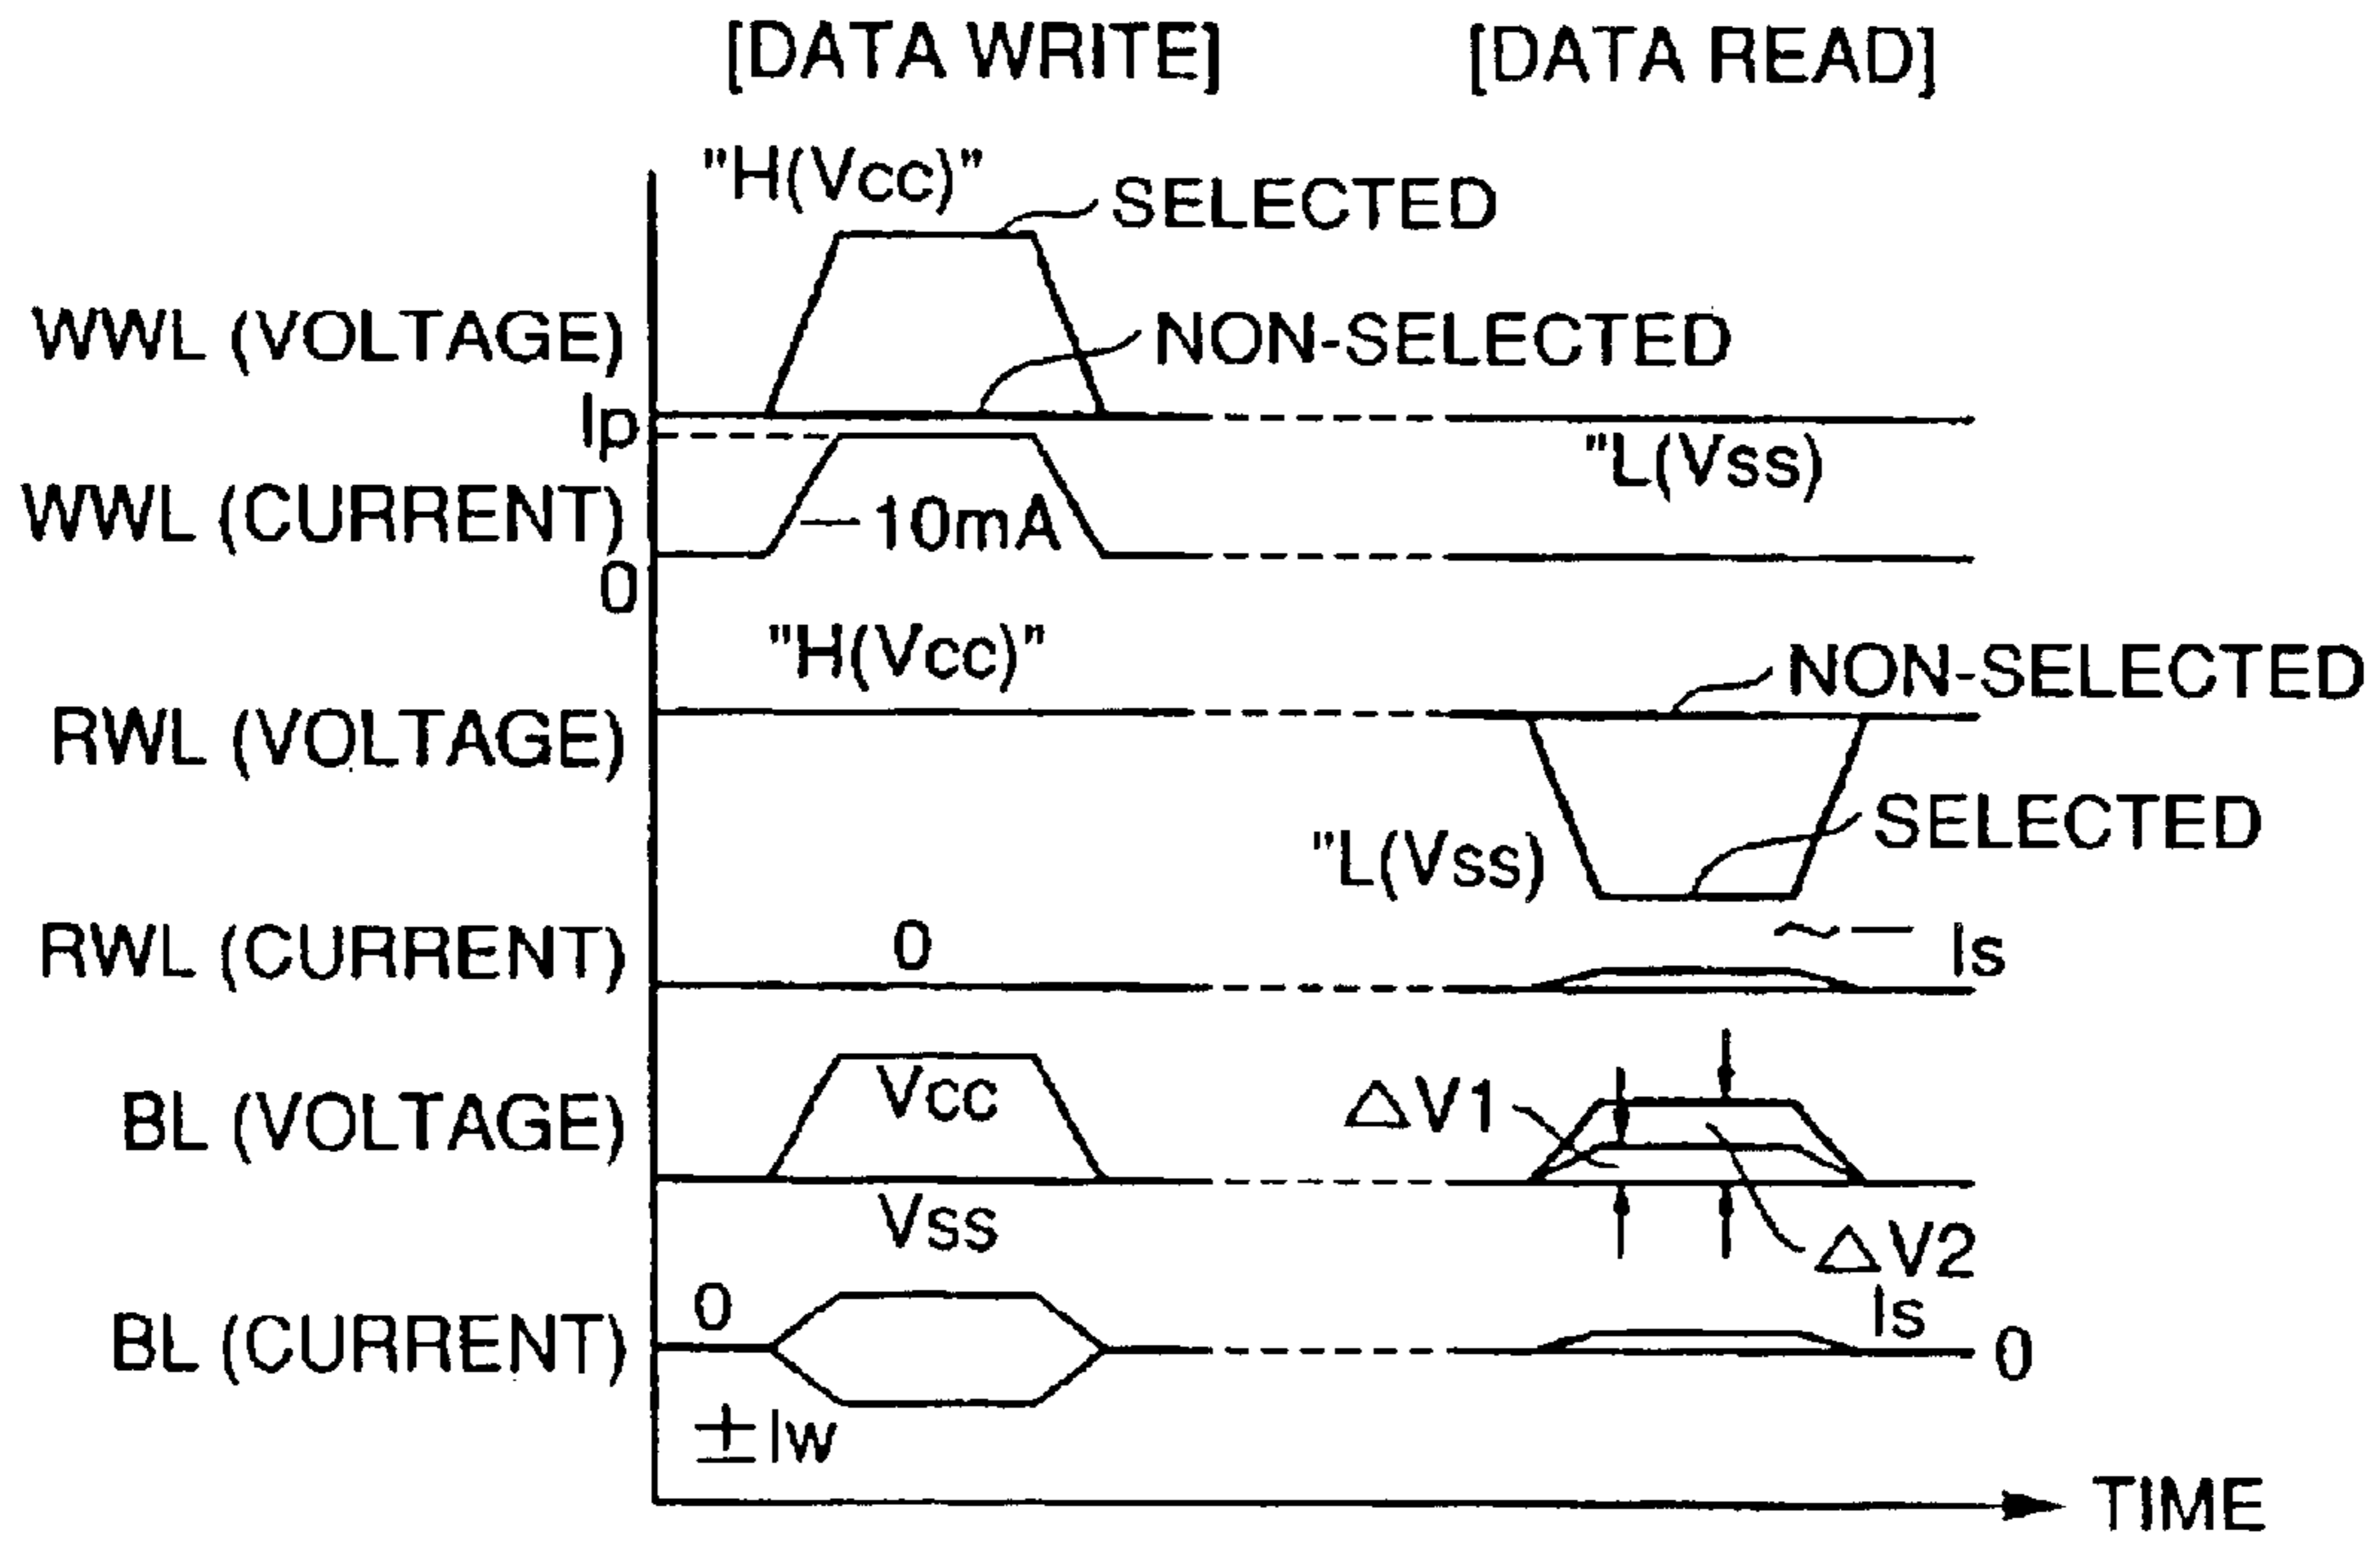 [DATA WRITE] [DATA READ]
"H(Vcc)"
SELECTED
WWL (VOLTAGE)
NON-SELECTED
Ip
"L(Vss)
WWL (CURRENT)
10mA
0
"H(Vcc)"
NON-SELECTED
RWL (VOLTAGE)
SELECTED
"L(Vss)
RWL (CURRENT)
0
~— Is
BL (VOLTAGE)
Vcc
△V1
Vss
△V2
0
Is
BL (CURRENT)
0
±Iw
TIME